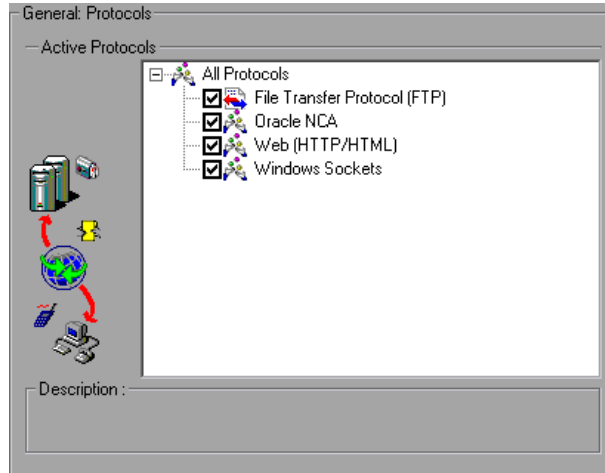 General: Protocols
Active Protocols
All Protocols
File Transfer Protocol (FTP)
Oracle NCA
Web (HTTP/HTML)
Windows Sockets
Description :